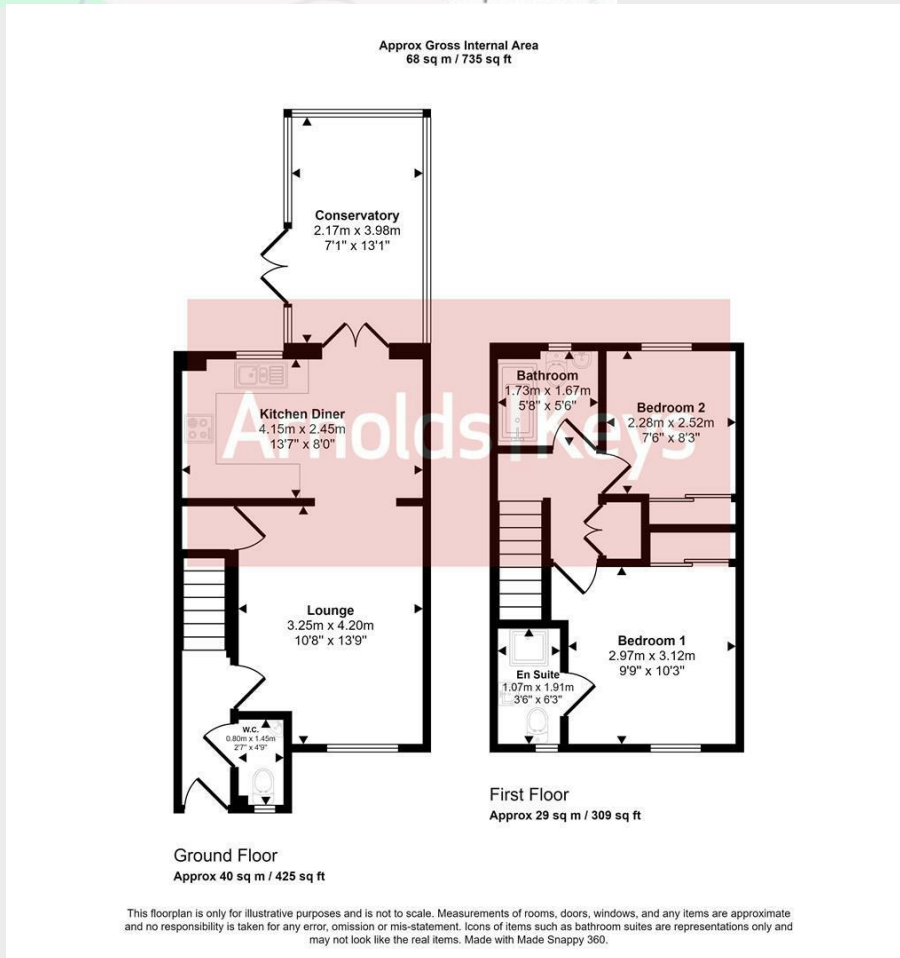 Approx Gross Internal Area
68 sq m / 735 sq ft
Conservatory
2.17m x 3.98m
7'1" x 13'1"
Kitchen Diner
4.15m x 2.45m
13'7" x 8'0"
Bathroom
1.73m x 1.67m
5'8" x 5'6"
Bedroom 2
2.28m x 2.52m
7'6" x 8'3"
Arnolds|Keys
Lounge
3.25m x 4.20m
10'8" x 13'9"
Bedroom 1
2.97m x 3.12m
9'9" x 10'3"
En Suite
1.07m x 1.91m
3'6" x 6'3"
W.C.
0.80m x 1.45m
2'7" x 4'9"
First Floor
Approx 29 sq m / 309 sq ft
Ground Floor
Approx 40 sq m / 425 sq ft
This floorplan is only for illustrative purposes and is not to scale. Measurements of rooms, doors, windows, and any items are approximate
and no responsibility is taken for any error, omission or mis-statement. Icons of items such as bathroom suites are representations only and
may not look like the real items. Made with Made Snappy 360.